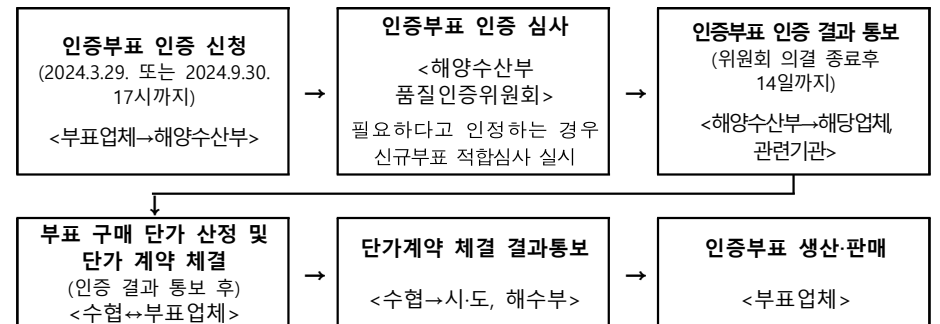 인증부표 인증 신청
(2024.3.29. 또는 2024.9.30.
17시까지)
<부표업체→해양수산부>
→
인증부표 인증 심사
<해양수산부
품질인증위원회>
필요하다고 인정하는 경우
신규부표 적합심사 실시
→
인증부표 인증 결과 통보
(위원회 의결 종료후
14일까지)
<해양수산부→해당업체,
관련기관>
↓
부표 구매 단가 산정 및
단가 계약 체결
(인증 결과 통보 후)
<수협↔부표업체>
→
단가계약 체결 결과통보
<수협→시·도, 해수부>
→
인증부표 생산·판매
<부표업체>